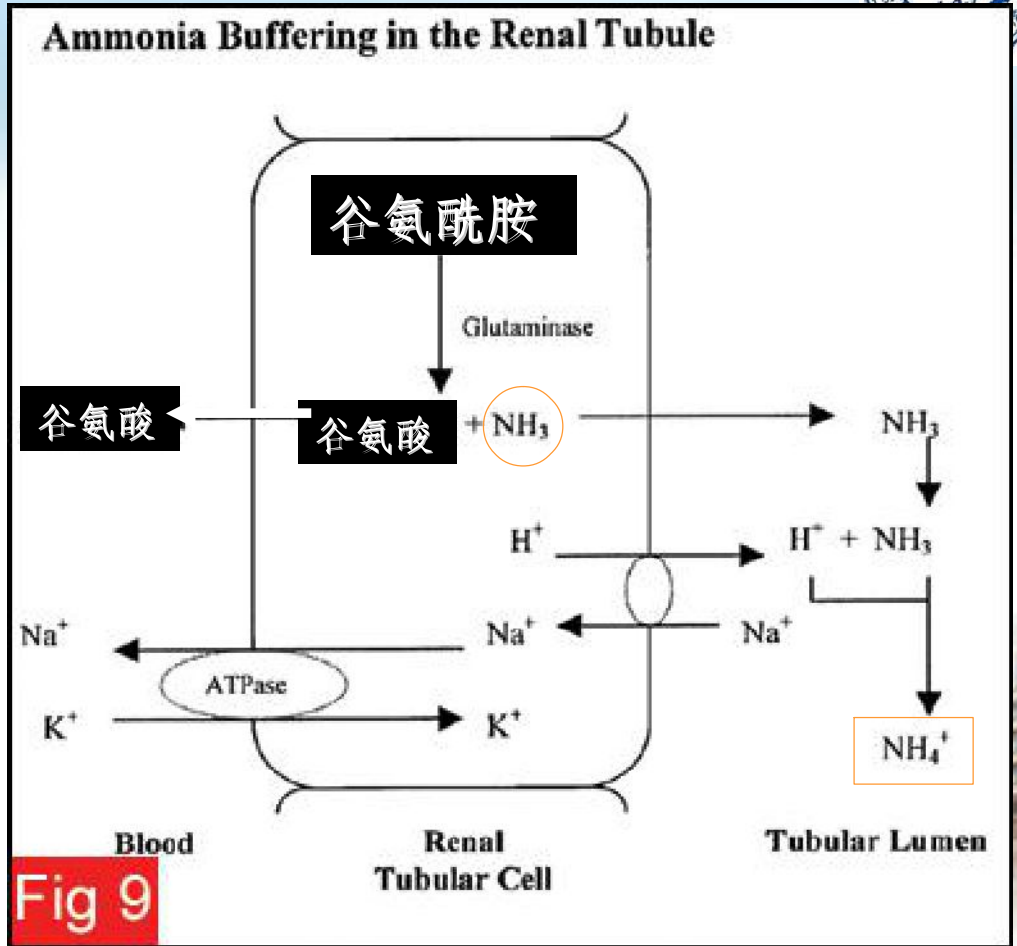 Ammonia Buffering in the Renal Tubule
谷氨酰胺
Glutaminase
谷氨酸
谷氨酸 + NH₃
NH₃
H⁺
H⁺ + NH₃
Na⁺
Na⁺
Na⁺
ATPase
K⁺
K⁺
NH₄⁺
Blood
Renal
Tubular Cell
Tubular Lumen
Fig 9